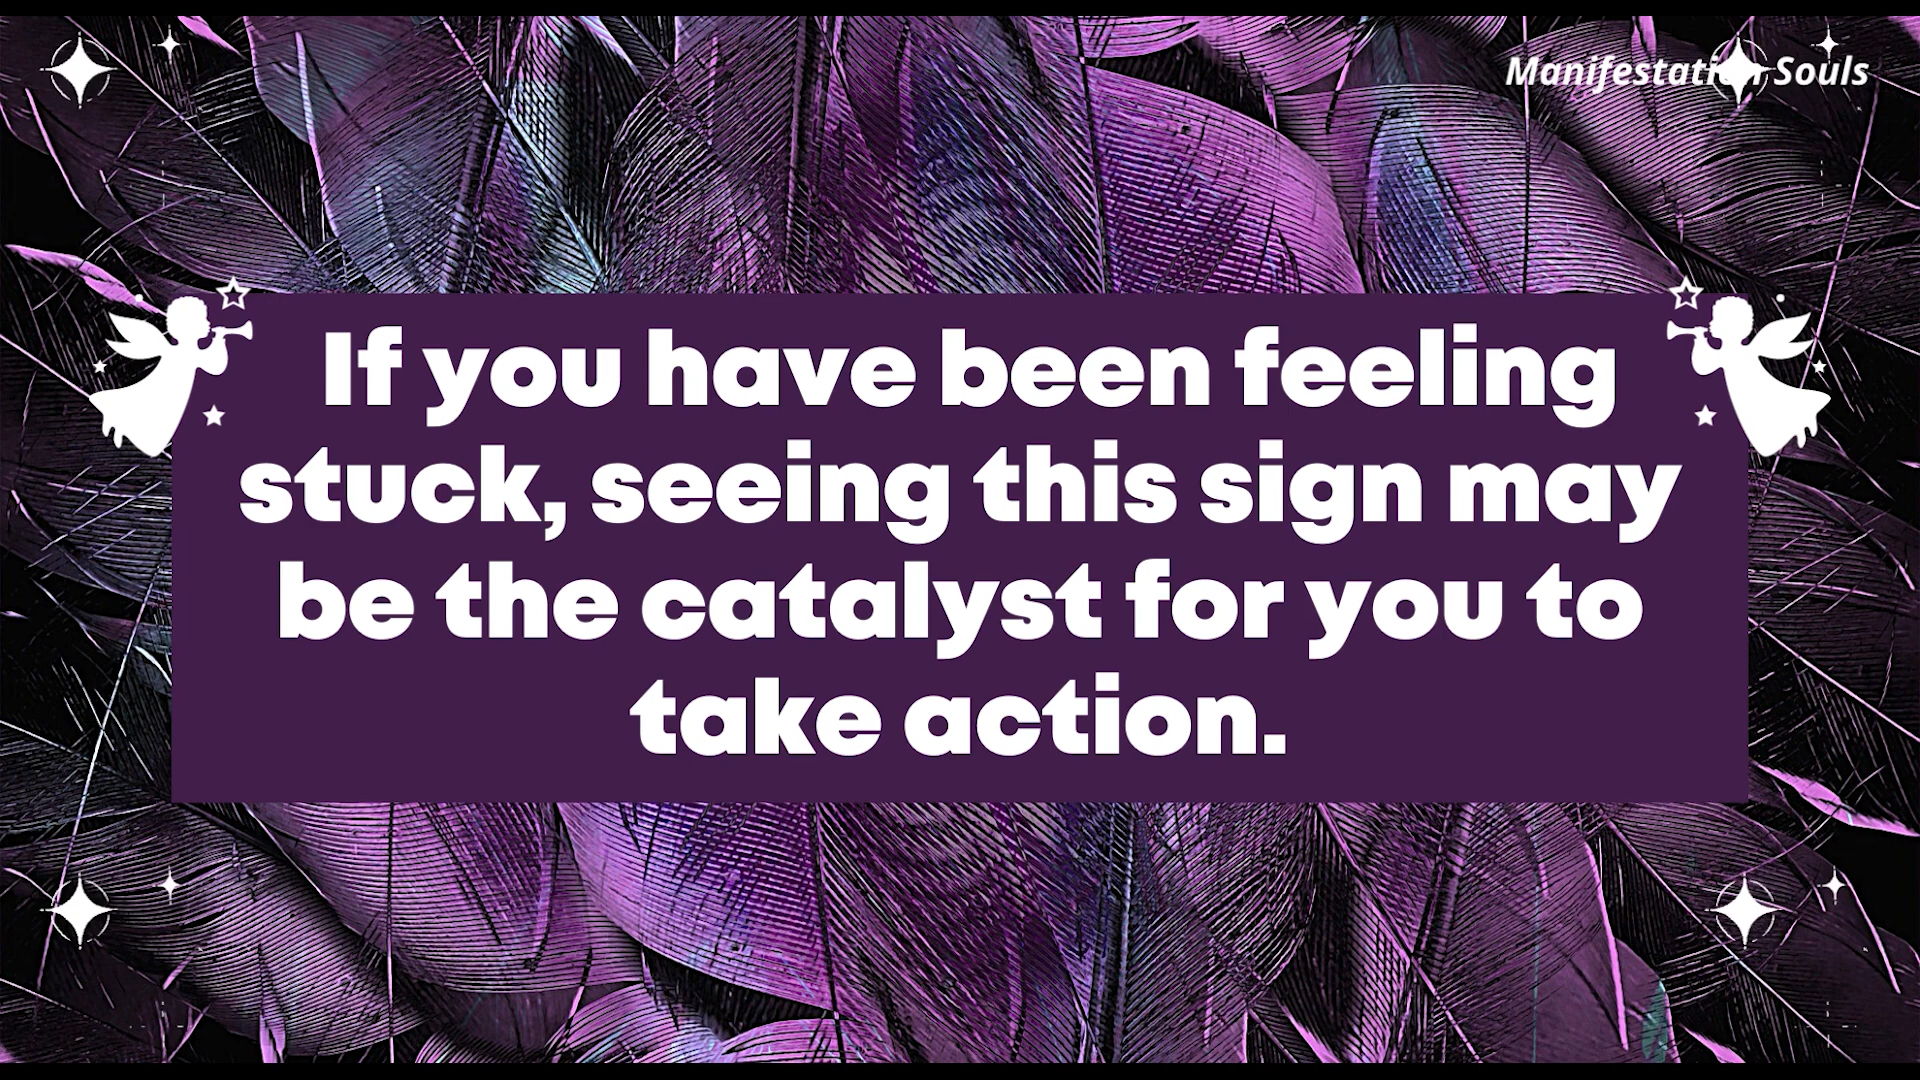 Manifestation Souls
If you have been feeling
stuck, seeing this sign may
be the catalyst for you to
take action.